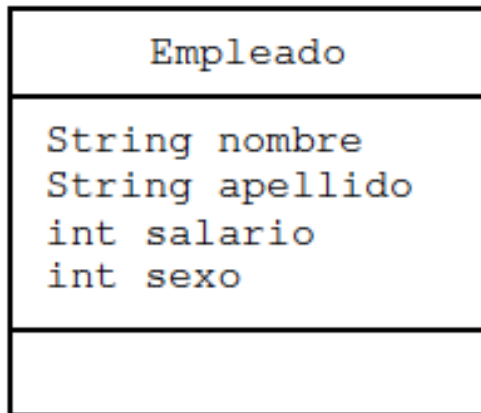 Empleado
String nombre
String apellido
int salario
int sexo